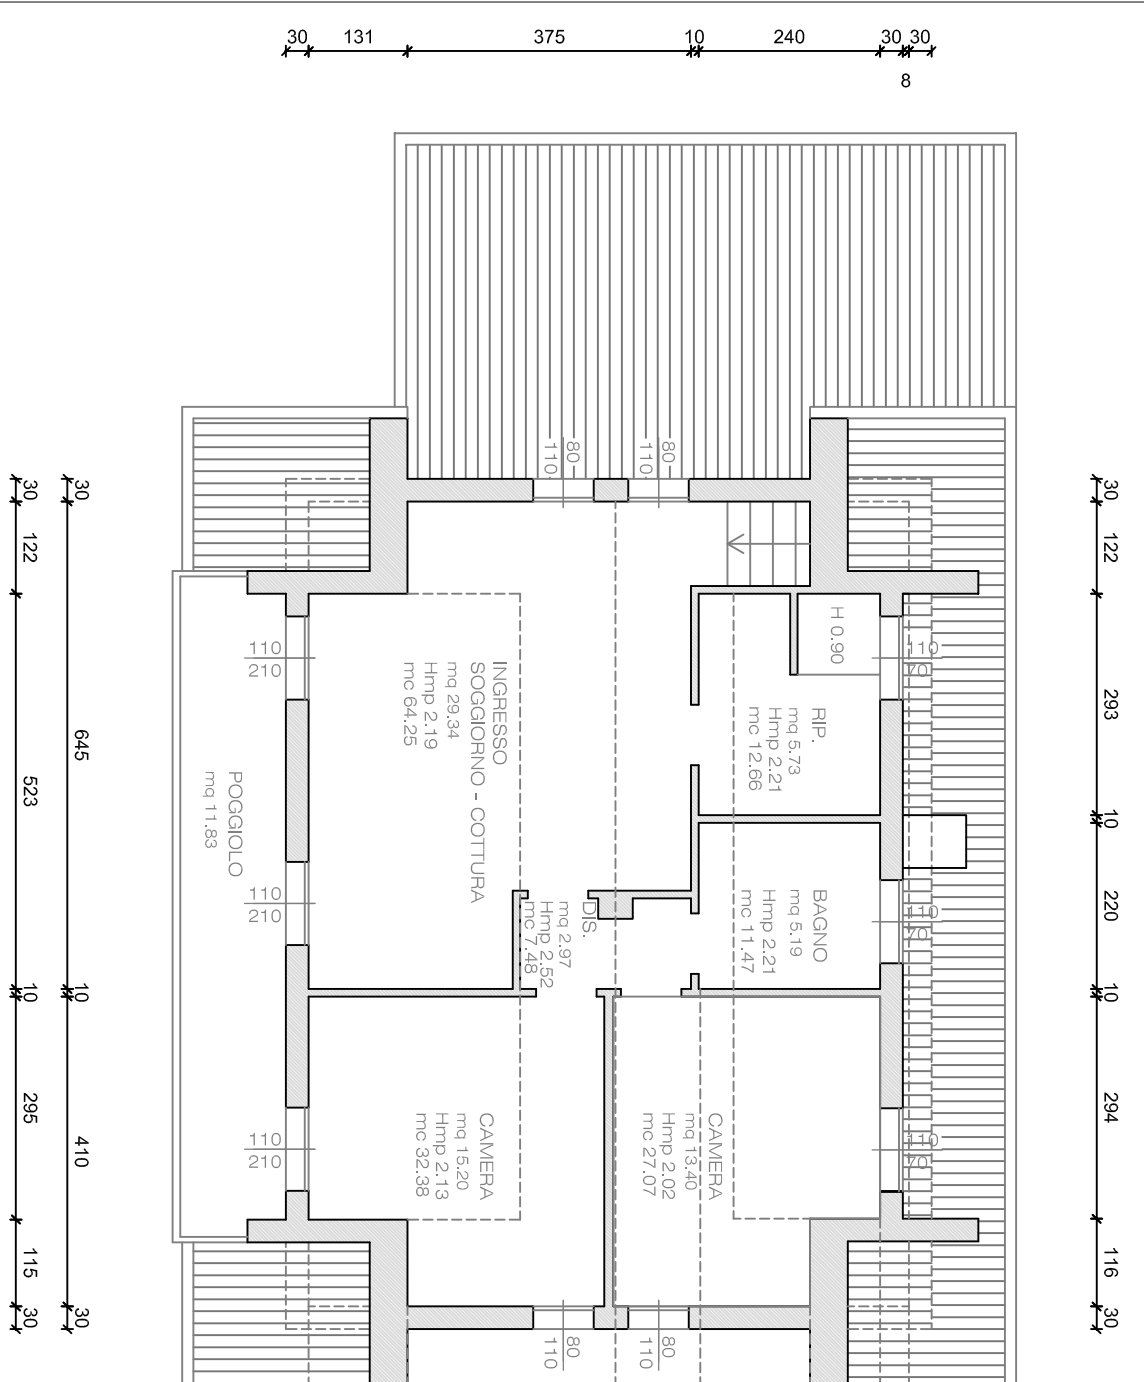 30
131
375
10
240
30
30
8
80
110
80
110
30
122
523
10
295
115
30
30
645
10
410
30
30
122
293
10
220
10
294
116
30
110
210
110
210
110
210
110
70
110
70
110
70
H 0.90
RIP.
mq 5.73
Hmp 2.21
mc 12.66
INGRESSO
SOGGIORNO - COTTURA
mq 29.34
Hmp 2.19
mc 64.25
POGGIOLO
mq 11.83
DIS.
mq 2.97
Hmp 2.52
mc 7.48
BAGNO
mq 5.19
Hmp 2.21
mc 11.47
CAMERA
mq 15.20
Hmp 2.13
mc 32.38
CAMERA
mq 13.40
Hmp 2.02
mc 27.07
80
110
80
110